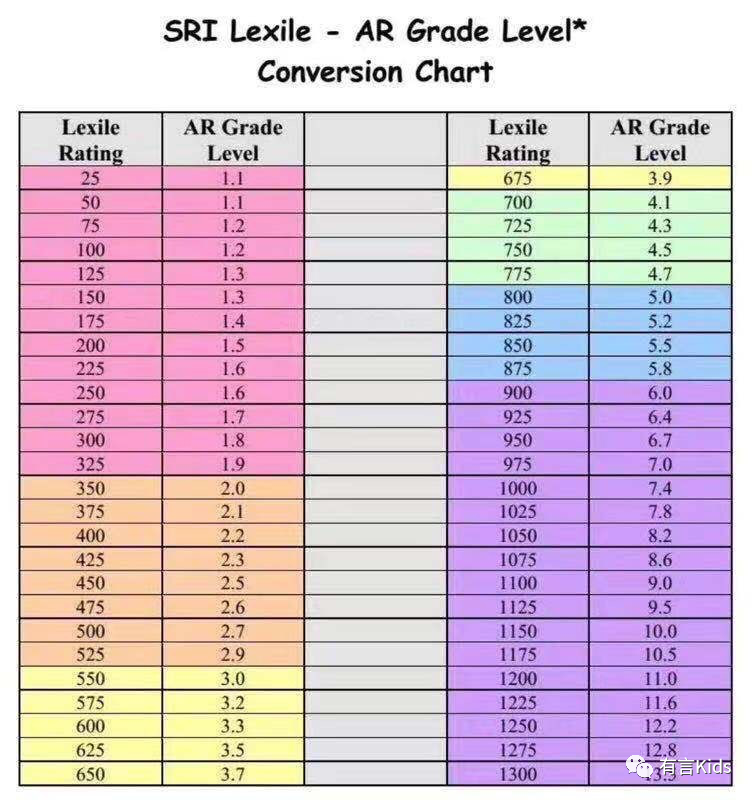 SRI Lexile - AR Grade Level*
Conversion Chart
Lexile Rating AR Grade Level Lexile Rating AR Grade Level
25 1.1 675 3.9
50 1.1 700 4.1
75 1.2 725 4.3
100 1.2 750 4.5
125 1.3 775 4.7
150 1.3 800 5.0
175 1.4 825 5.2
200 1.5 850 5.5
225 1.6 875 5.8
250 1.6 900 6.0
275 1.7 925 6.4
300 1.8 950 6.7
325 1.9 975 7.0
350 2.0 1000 7.4
375 2.1 1025 7.8
400 2.2 1050 8.2
425 2.3 1075 8.6
450 2.5 1100 9.0
475 2.6 1125 9.5
500 2.7 1150 10.0
525 2.9 1175 10.5
550 3.0 1200 11.0
575 3.2 1225 11.6
600 3.3 1250 12.2
625 3.5 1275 12.8
650 3.7 1300
有言Kids